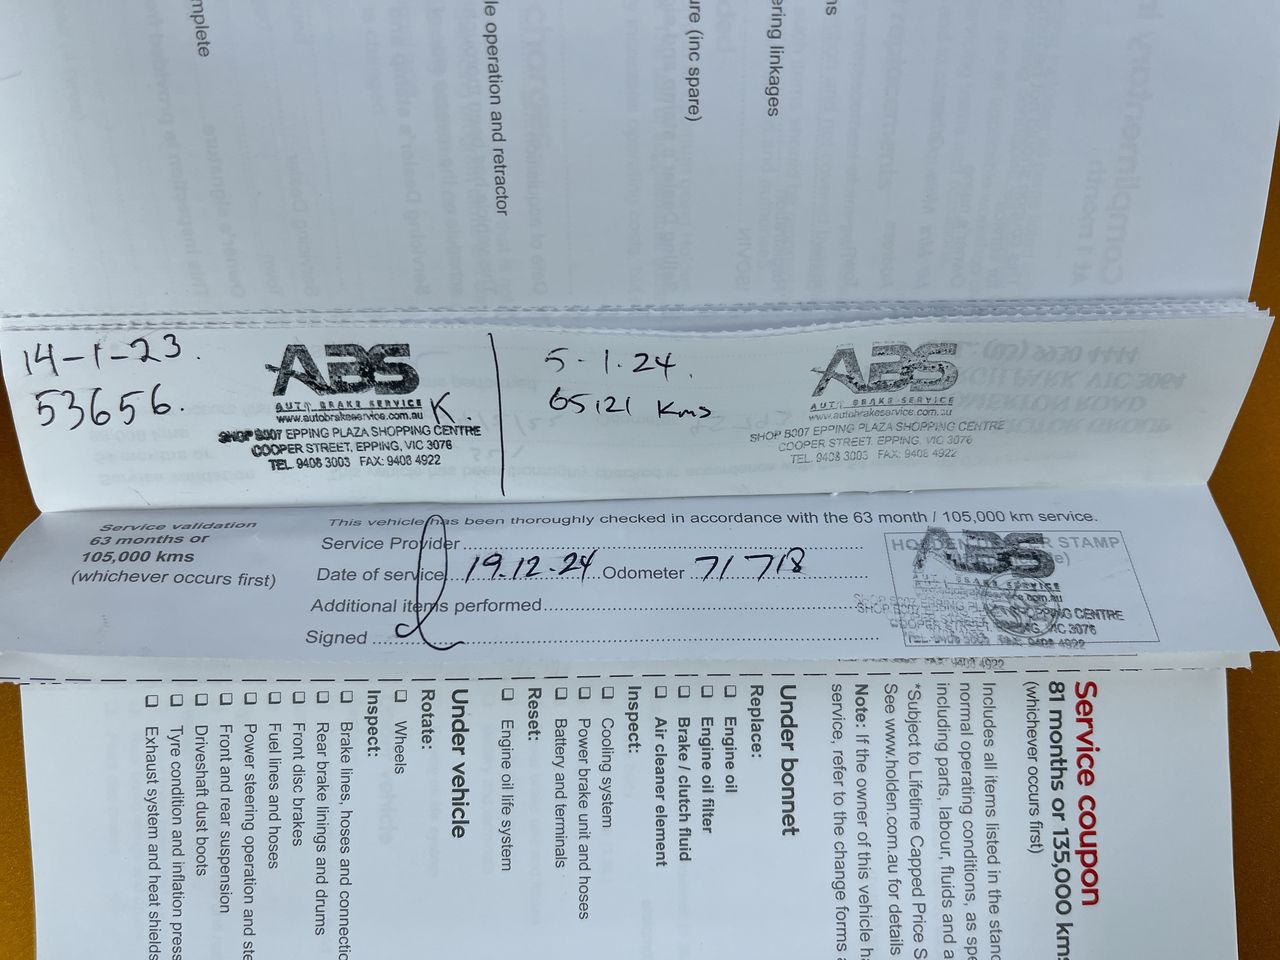 mplete
le operation and retractor
ure (inc spare)
ering linkages
ns
14-1-23.
53656.
K.
ABS
AUTO BRAKE SERVICE
www.autobrakeservice.com.au
SHOP B007 EPPING PLAZA SHOPPING CENTRE
COOPER STREET, EPPING, VIC 3076
TEL. 9408 3003 FAX: 9408 4922
5-1.24.
65121 Kms
ABS
AUTO BRAKE SERVICE
www.autobrakeservice.com.au
SHOP B007 EPPING PLAZA SHOPPING CENTRE
COOPER STREET, EPPING, VIC 3076
TEL. 9408 3003 FAX: 9408 4922
Service validation
63 months or
105,000 kms
(whichever occurs first)
This vehicle has been thoroughly checked in accordance with the 63 month / 105,000 km service.
Service Provider
Date of service 19.12.24 Odometer 71718
Additional items performed
Signed
ABS
SHOPPING CENTRE
VIC 3076
9408 4922
Service coupon
81 months or 135,000 kms
(whichever occurs first)
Includes all items listed in the stand
normal operating conditions, as spe
including parts, labour, fluids and a
*Subject to Lifetime Capped Price S
See www.holden.com.au for details
Note: If the owner of this vehicle ha
service, refer to the change forms a
Under bonnet
Replace:
Engine oil
Engine oil filter
Brake / clutch fluid
Air cleaner element
Inspect:
Cooling system
Power brake unit and hoses
Battery and terminals
Reset:
Engine oil life system
Under vehicle
Rotate:
Wheels
Inspect:
Brake lines, hoses and connectio
Rear brake linings and drums
Front disc brakes
Fuel lines and hoses
Power steering operation and ste
Front and rear suspension
Driveshaft dust boots
Tyre condition and inflation press
Exhaust system and heat shields